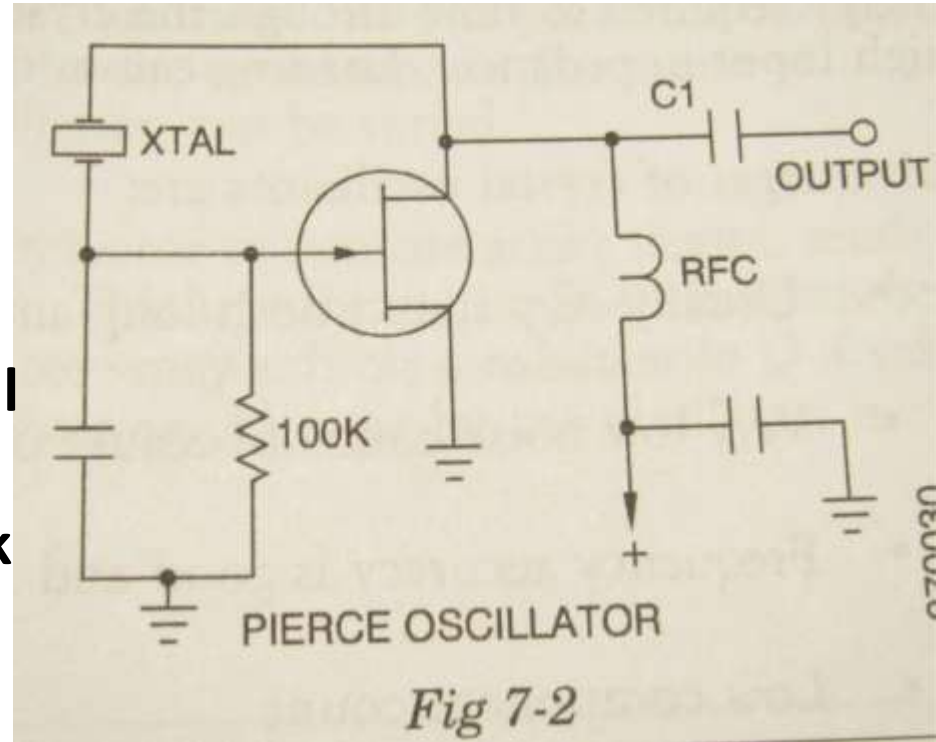 XTAL
C1
OUTPUT
RFC
100K
+
PIERCE OSCILLATOR
Fig 7-2
k